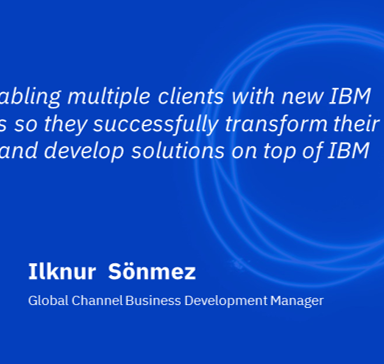 abling multiple clients with new IBM
s so they successfully transform their
and develop solutions on top of IBM
Ilknur Sönmez
Global Channel Business Development Manager